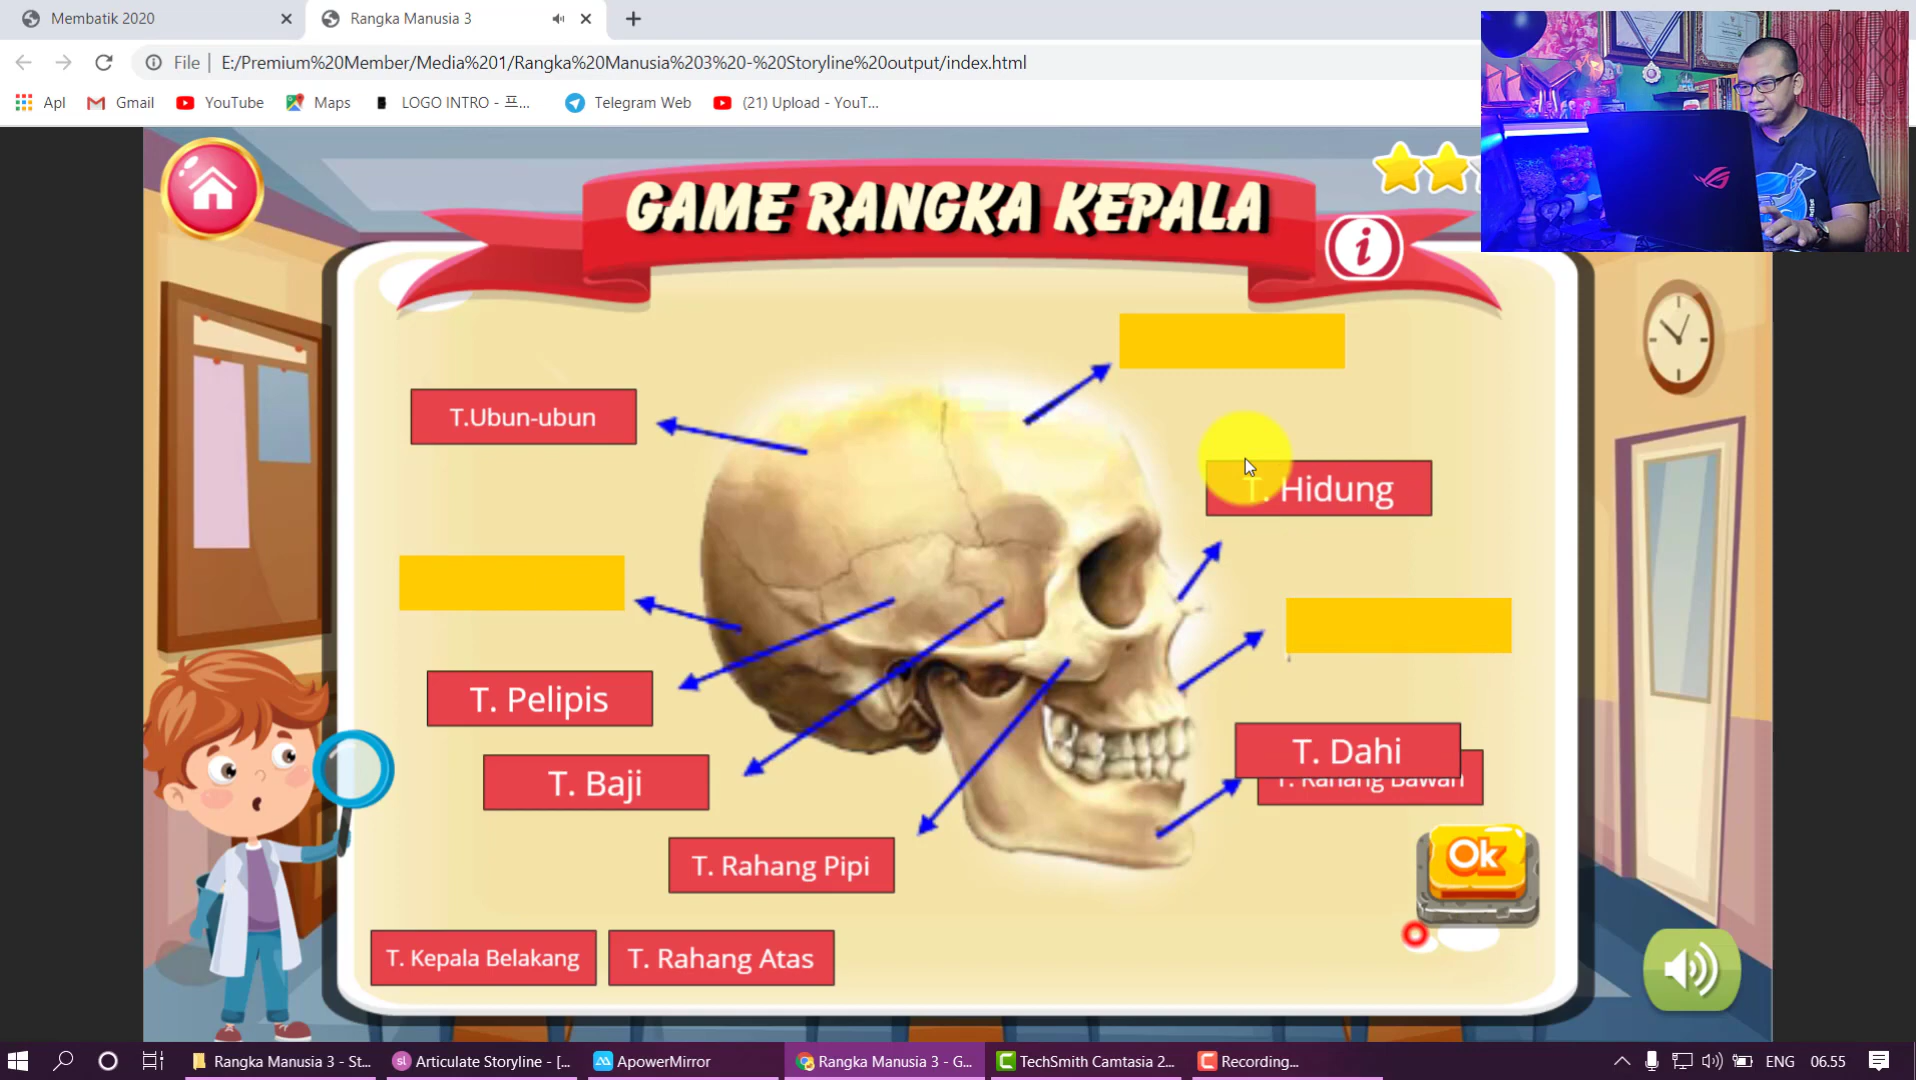 Membatik 2020
Rangka Manusia 3
File
E:/Premium%20Member/Media%201/Rangka%20Manusia%203%20-%20Storyline%20output/index.html
Apl
Gmail
YouTube
Maps
LOGO INTRO - 프...
Telegram Web
(21) Upload - YouT...
GAME RANGKA KEPALA
i
T.Ubun-ubun
T. Hidung
T. Pelipis
T. Dahi
T. Rahang Bawah
T. Baji
T. Rahang Pipi
Ok
T. Kepala Belakang
T. Rahang Atas
Rangka Manusia 3 - St...
Articulate Storyline - [...
ApowerMirror
Rangka Manusia 3 - G...
TechSmith Camtasia 2...
Recording...
ENG
06.55